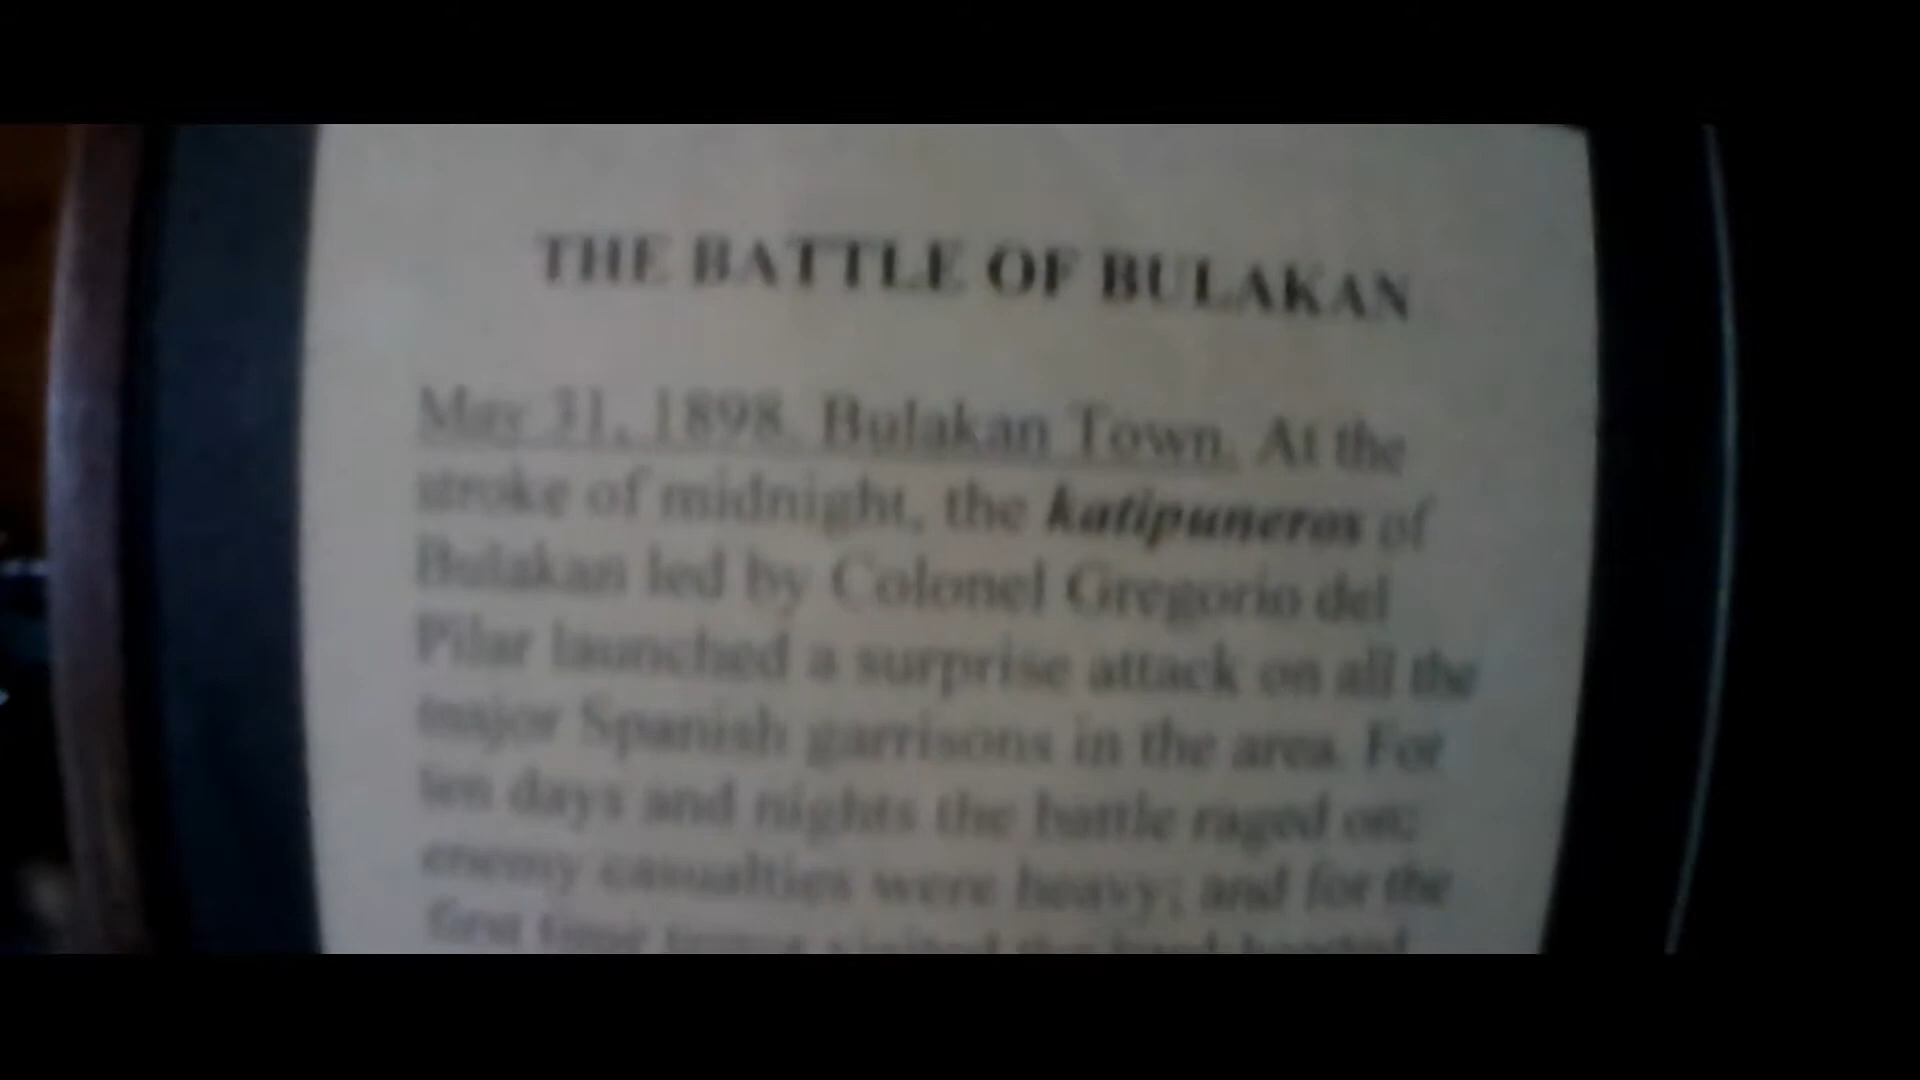 THE BATTLE OF BULAKAN
May 31, 1898. Bulakan Town. At the
stroke of midnight, the katipuneros of
Bulakan led by Colonel Gregorio del
Pilar launched a surprise attack on all the
major Spanish garrisons in the area. For
ten days and nights the battle raged on;
enemy casualties were heavy; and for the
first time